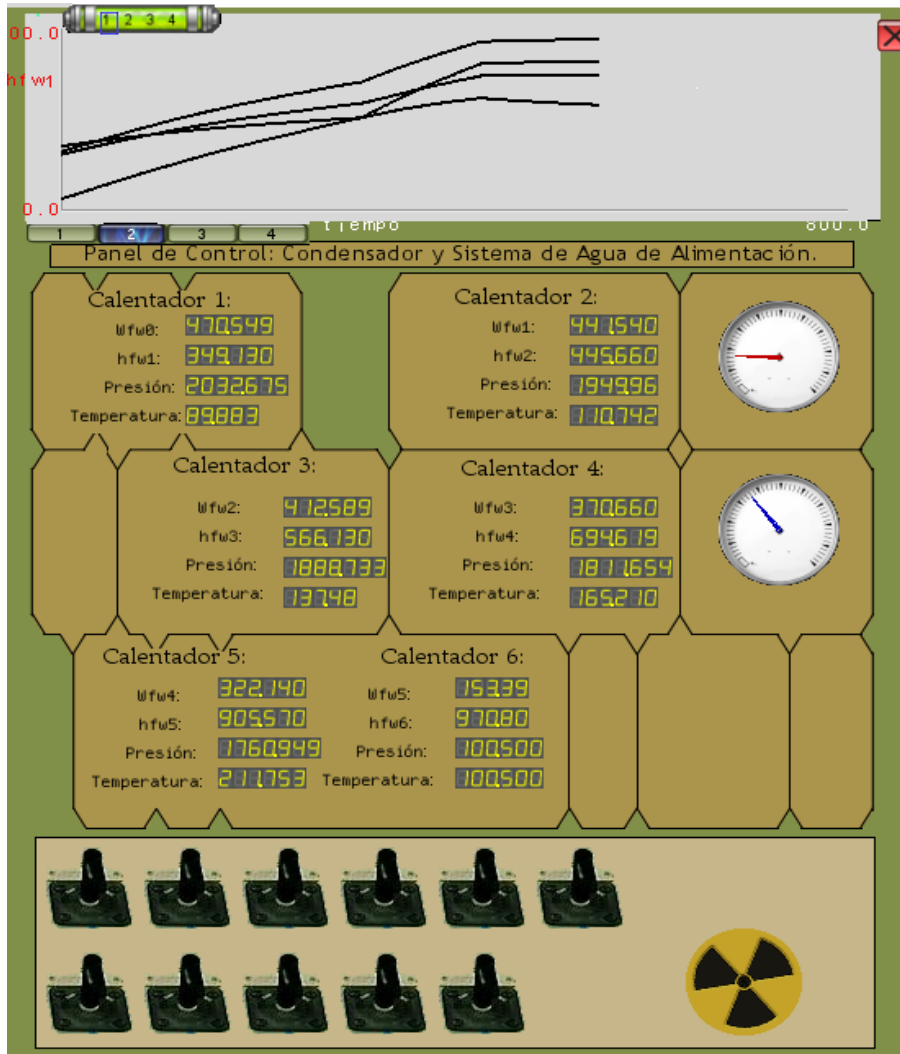 1 2 3 4
00.0
hfw1
0.0
tiempo
800.0
1 2 3 4
Panel de Control: Condensador y Sistema de Agua de Alimentación.
Calentador 1:
Wfw0: 470.549
hfw1: 349.130
Presión: 2032.675
Temperatura: 89.883
Calentador 2:
Wfw1: 441.540
hfw2: 445.660
Presión: 1949.96
Temperatura: 110.742
Calentador 3:
Wfw2: 412.589
hfw3: 566.130
Presión: 1888.733
Temperatura: 137.48
Calentador 4:
Wfw3: 370.660
hfw4: 694.619
Presión: 1811.654
Temperatura: 165.210
Calentador 5:
Wfw4: 322.140
hfw5: 905.570
Presión: 1760.949
Temperatura: 211.753
Calentador 6:
Wfw5: 153.39
hfw6: 970.80
Presión: 100.500
Temperatura: 100.500